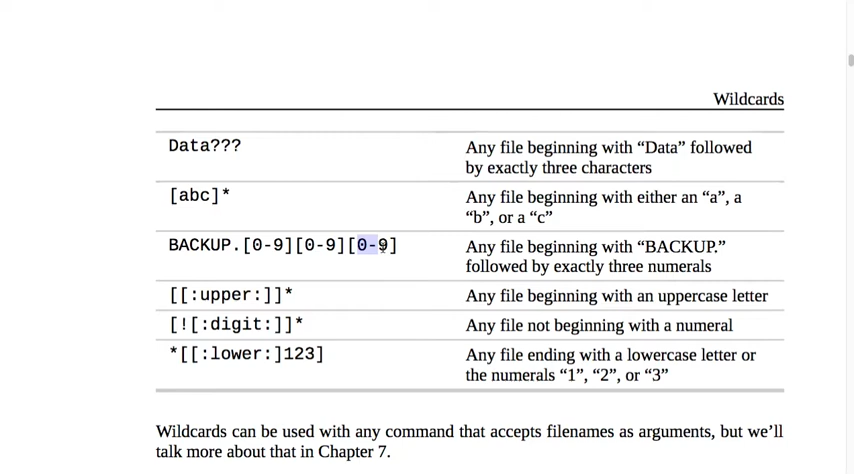 Wildcards
Data???
Any file beginning with “Data” followed
by exactly three characters
[abc]*
Any file beginning with either an “a”, a
“b”, or a “c”
BACKUP.[0-9][0-9][0-9]
Any file beginning with “BACKUP.”
followed by exactly three numerals
[[:upper:]]*
Any file beginning with an uppercase letter
[![:digit:]]*
Any file not beginning with a numeral
*[[:lower:]123]
Any file ending with a lowercase letter or
the numerals “1”, “2”, or “3”
Wildcards can be used with any command that accepts filenames as arguments, but we’ll
talk more about that in Chapter 7.